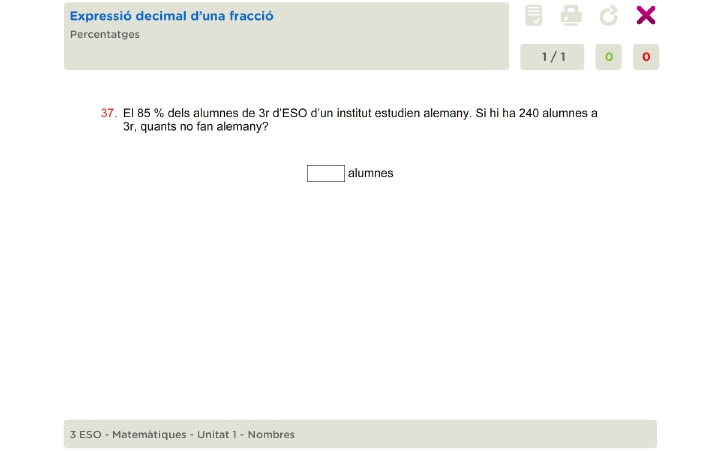 Expressió decimal d'una fracció
Percentatges
1 / 1
0
0
37. El 85 % dels alumnes de 3r d'ESO d'un institut estudien alemany. Si hi ha 240 alumnes a
3r, quants no fan alemany?
alumnes
3 ESO - Matemàtiques - Unitat 1 - Nombres